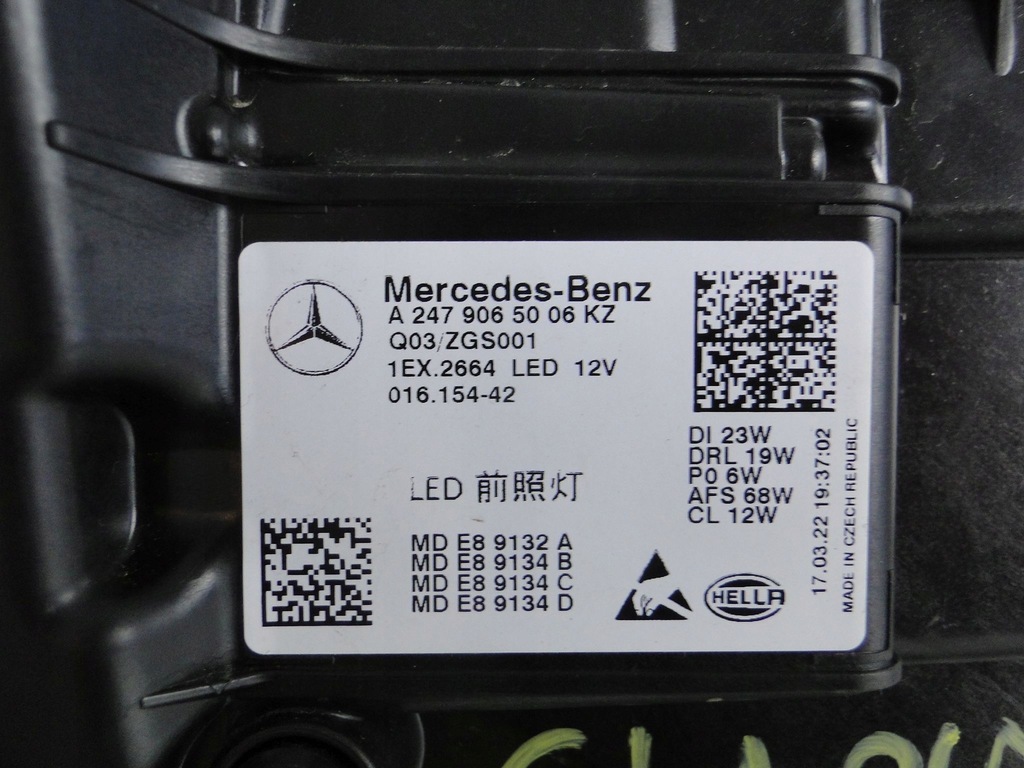 Mercedes-Benz
A 247 906 50 06 KZ
Q03/ZGS001
1EX.2664 LED 12V
016.154-42
DI 23W
DRL 19W
P0 6W
AFS 68W
CL 12W
17.03.22 19:37:02
MADE IN CZECH REPUBLIC
LED 前照灯
MD E8 9132 A
MD E8 9134 B
MD E8 9134 C
MD E8 9134 D
HELLA